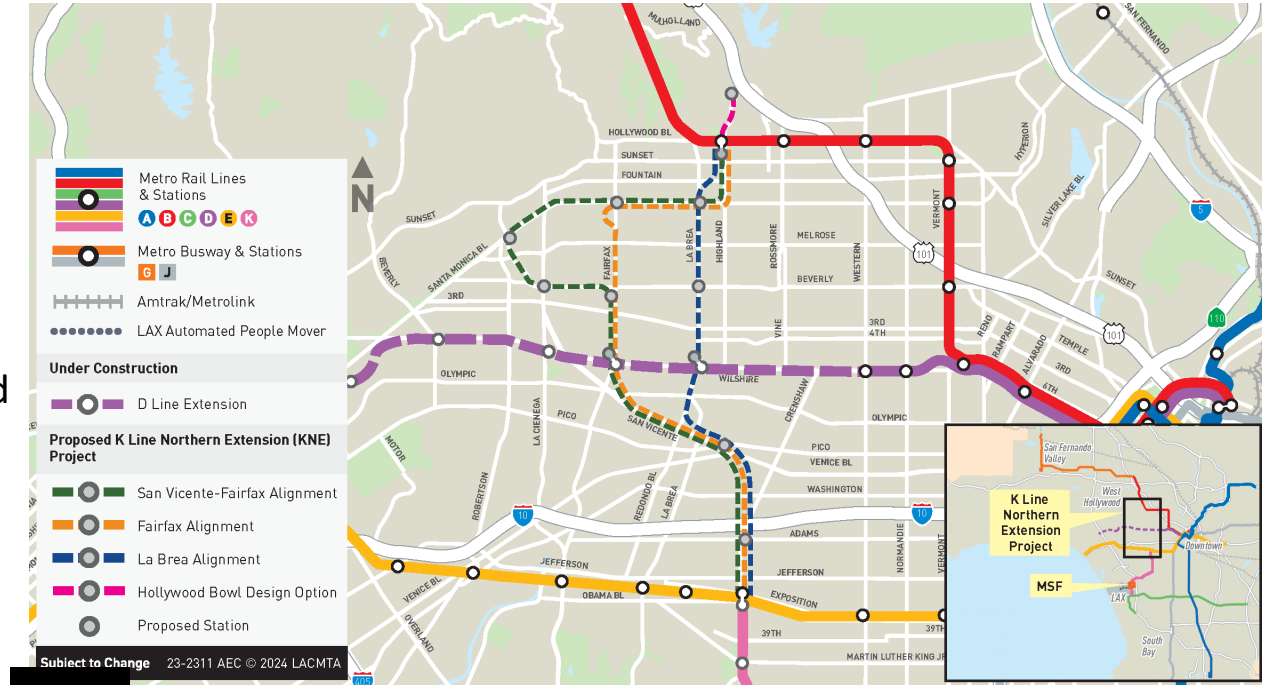 MULHOLLAND
SAN FERNANDO
HOLLYWOOD BL
SUNSET
FOUNTAIN
HYPERION
SILVER LAKE BL
VERMONT
5
SUNSET
BEVERLY
SANTA MONICA BL
FAIRFAX
LA BREA
HIGHLAND
ROSSMORE
MELROSE
WESTERN
101
BEVERLY
SUNSET
3RD
VINE
3RD
4TH
RENO
RAMPART
ALVARADO
TEMPLE
101
110
3RD
6TH
OLYMPIC
WILSHIRE
CRENSHAW
OLYMPIC
LA CIENEGA
PICO
SAN VICENTE
PICO
VENICE BL
MOTOR
ROBERTSON
REDONDO BL
LA BREA
WASHINGTON
10
10
ADAMS
NORMANDIE
VERMONT
JEFFERSON
JEFFERSON
VENICE BL
OBAMA BL
EXPOSITION
OVERLAND
39TH
39TH
MARTIN LUTHER KING JR
405
N
Metro Rail Lines
& Stations
A B C D E K
Metro Busway & Stations
G J
Amtrak/Metrolink
LAX Automated People Mover
Under Construction
D Line Extension
Proposed K Line Northern Extension (KNE)
Project
San Vicente-Fairfax Alignment
Fairfax Alignment
La Brea Alignment
Hollywood Bowl Design Option
Proposed Station
Subject to Change 23-2311 AEC © 2024 LACMTA
San Fernando
Valley
West
Hollywood
K Line
Northern
Extension
Project
Downtown
MSF
LAX
South
Bay